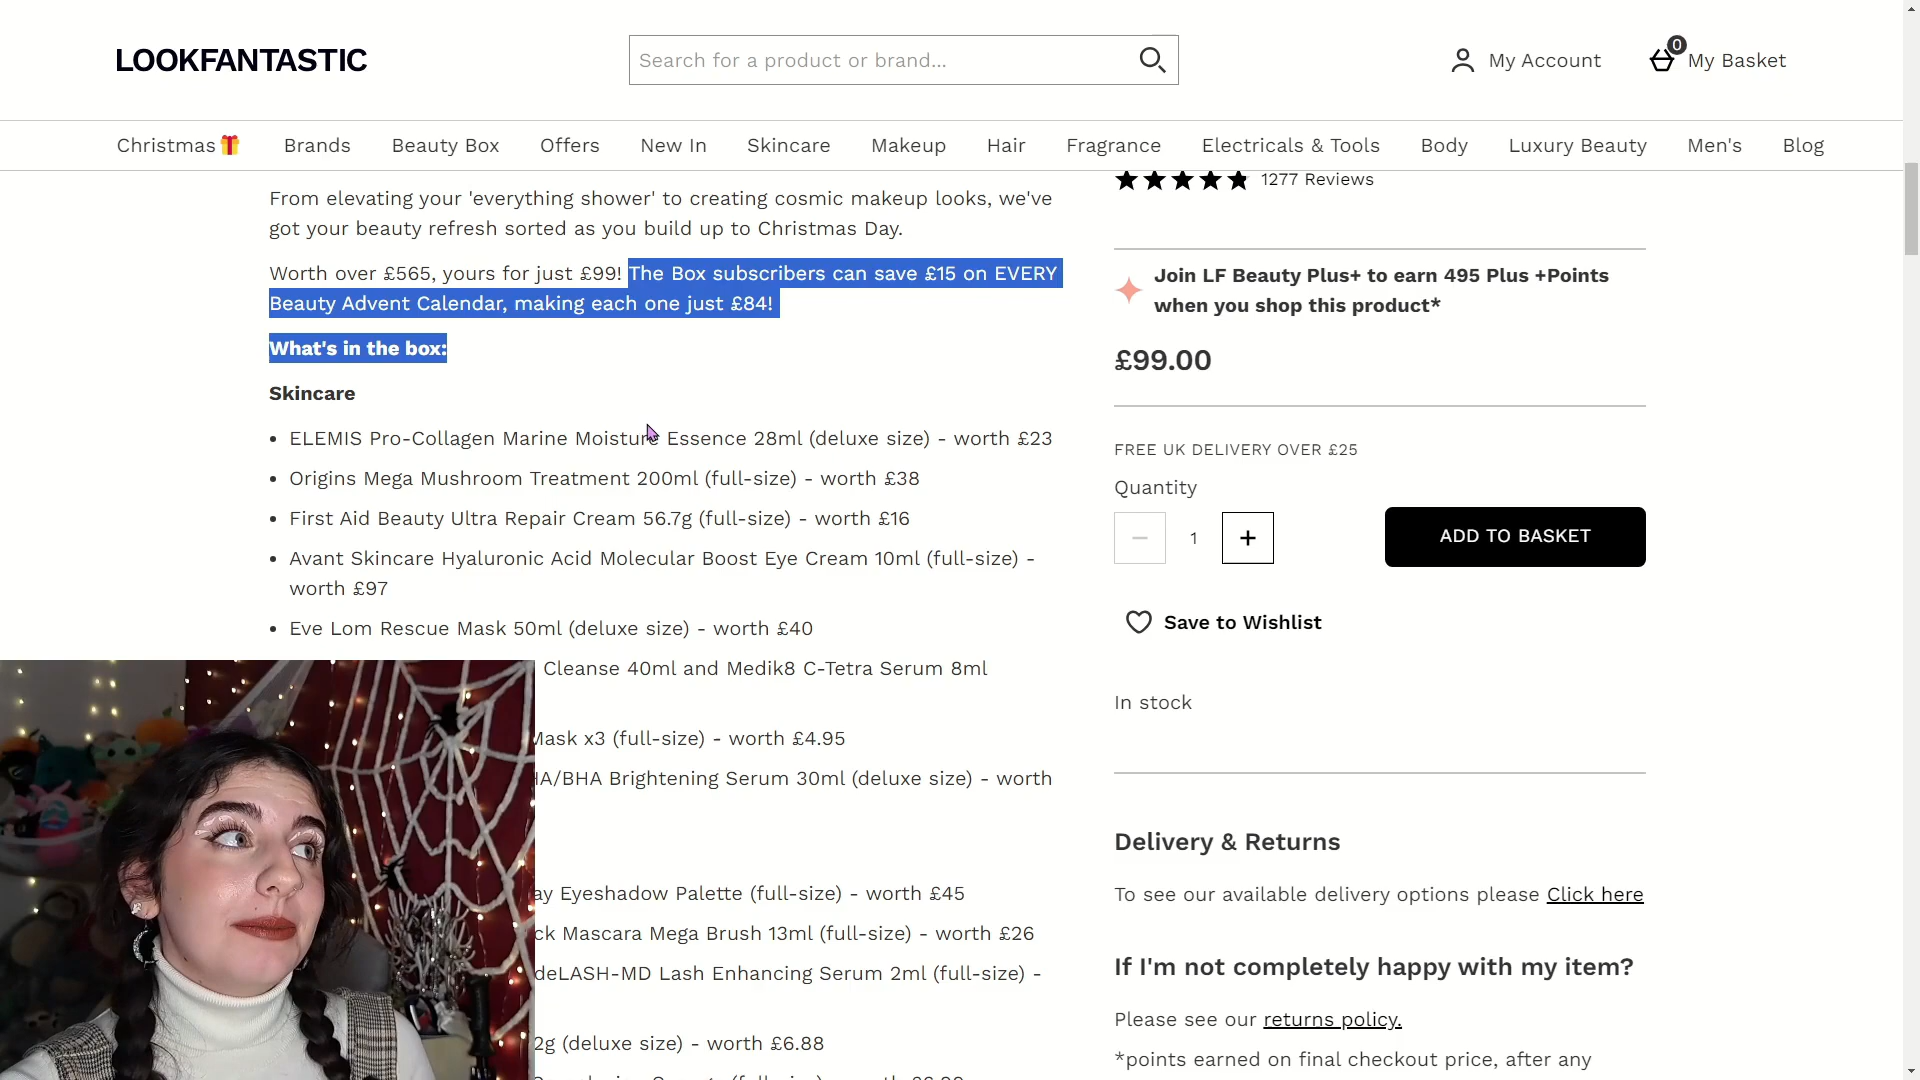 LOOKFANTASTIC
Search for a product or brand...
My Account
0
My Basket
Christmas
Brands
Beauty Box
Offers
New In
Skincare
Makeup
Hair
Fragrance
Electricals & Tools
Body
Luxury Beauty
Men's
Blog
From elevating your 'everything shower' to creating cosmic makeup looks, we've
got your beauty refresh sorted as you build up to Christmas Day.
Worth over £565, yours for just £99! The Box subscribers can save £15 on EVERY
Beauty Advent Calendar, making each one just £84!
What's in the box:
Skincare
ELEMIS Pro-Collagen Marine Moisture Essence 28ml (deluxe size) - worth £23
Origins Mega Mushroom Treatment 200ml (full-size) - worth £38
First Aid Beauty Ultra Repair Cream 56.7g (full-size) - worth £16
Avant Skincare Hyaluronic Acid Molecular Boost Eye Cream 10ml (full-size) -
worth £97
Eve Lom Rescue Mask 50ml (deluxe size) - worth £40
Cleanse 40ml and Medik8 C-Tetra Serum 8ml
Mask x3 (full-size) - worth £4.95
HA/BHA Brightening Serum 30ml (deluxe size) - worth
ay Eyeshadow Palette (full-size) - worth £45
ck Mascara Mega Brush 13ml (full-size) - worth £26
deLASH-MD Lash Enhancing Serum 2ml (full-size) -
2g (deluxe size) - worth £6.88
1277 Reviews
Join LF Beauty Plus+ to earn 495 Plus +Points
when you shop this product*
£99.00
FREE UK DELIVERY OVER £25
Quantity
1
ADD TO BASKET
Save to Wishlist
In stock
Delivery & Returns
To see our available delivery options please Click here
If I'm not completely happy with my item?
Please see our returns policy.
*points earned on final checkout price, after any